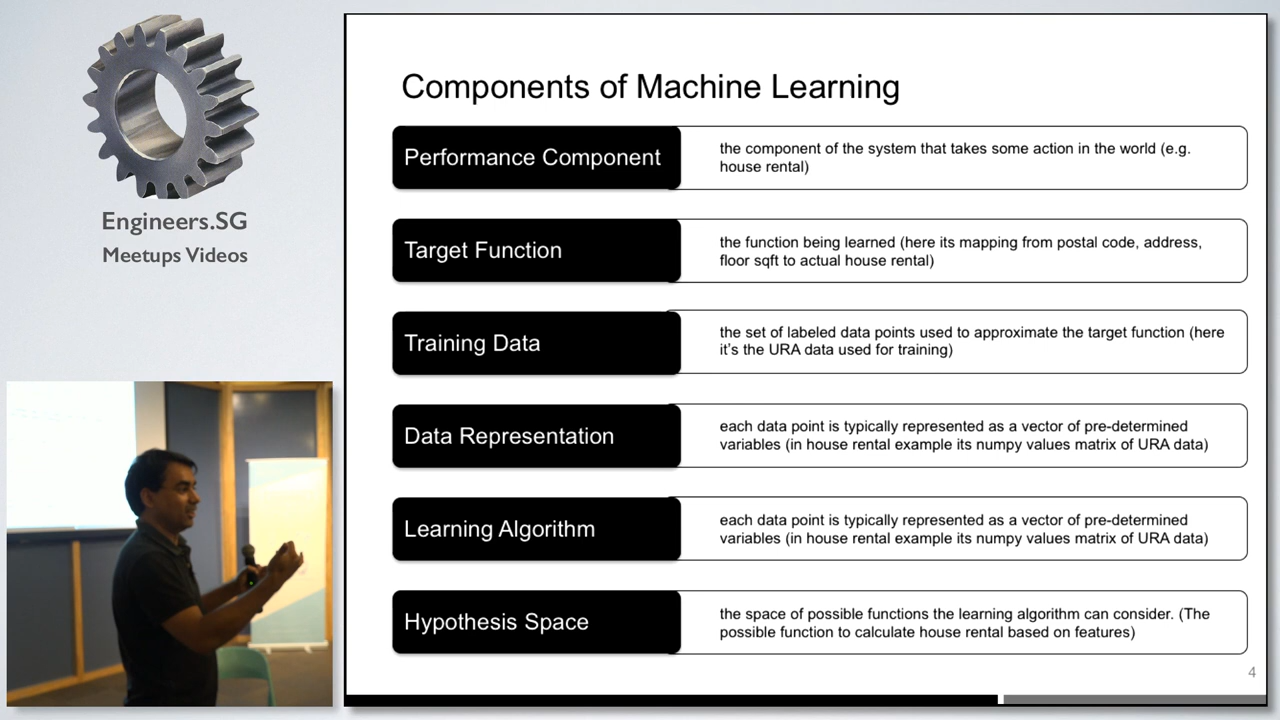 Engineers.SG
Meetups Videos
Components of Machine Learning
Performance Component
the component of the system that takes some action in the world (e.g.
house rental)
Target Function
the function being learned (here its mapping from postal code, address,
floor sqft to actual house rental)
Training Data
the set of labeled data points used to approximate the target function (here
it’s the URA data used for training)
Data Representation
each data point is typically represented as a vector of pre-determined
variables (in house rental example its numpy values matrix of URA data)
Learning Algorithm
each data point is typically represented as a vector of pre-determined
variables (in house rental example its numpy values matrix of URA data)
Hypothesis Space
the space of possible functions the learning algorithm can consider. (The
possible function to calculate house rental based on features)
4